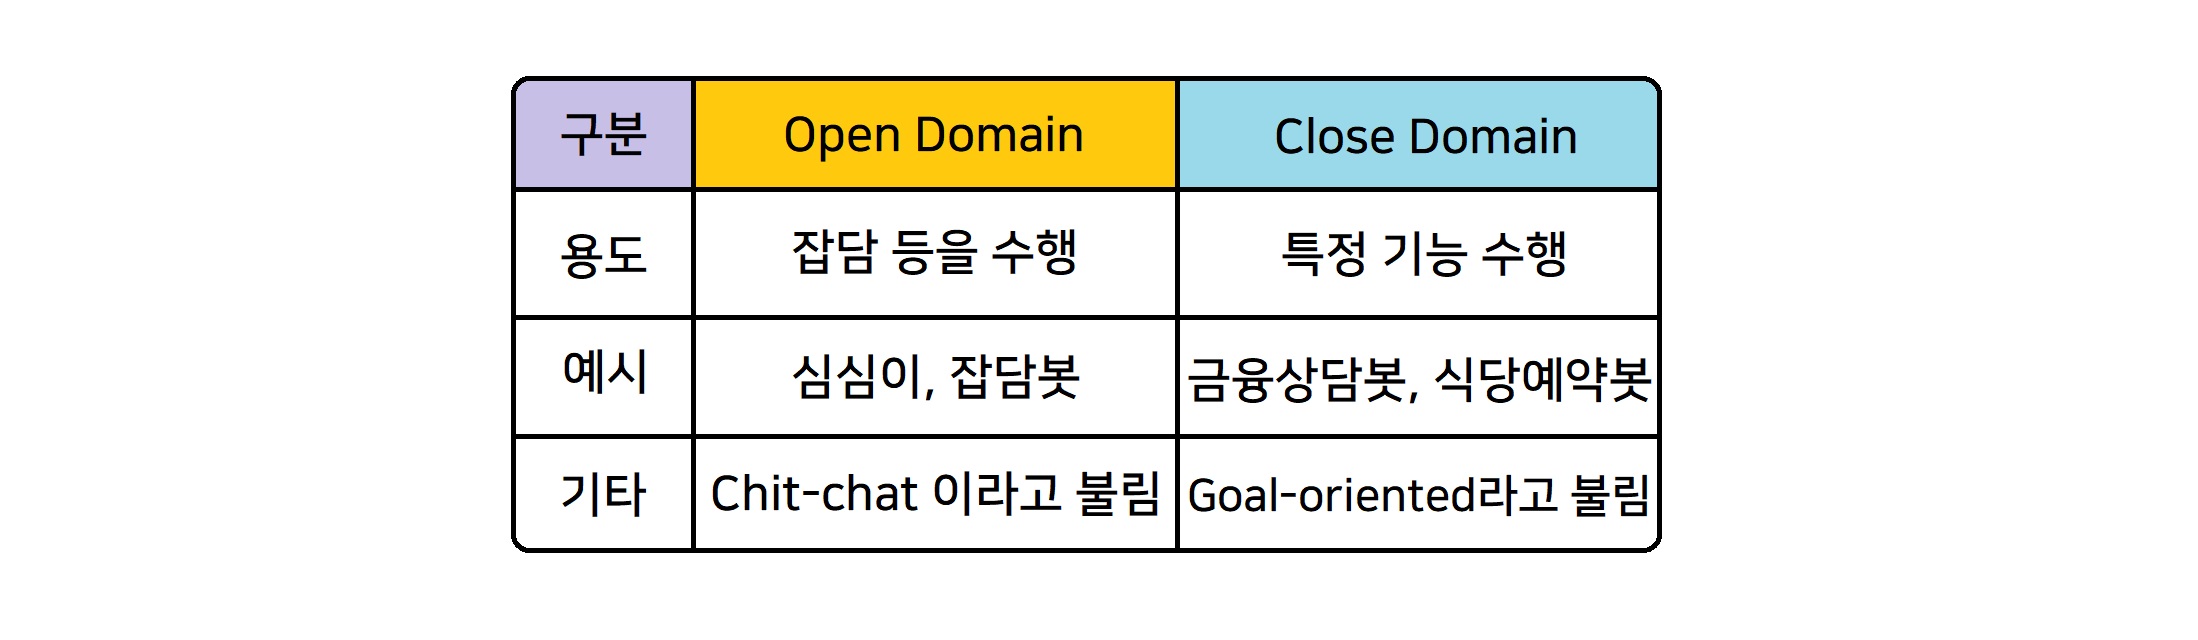 구분 Open Domain Close Domain
용도 잡담 등을 수행 특정 기능 수행
예시 심심이, 잡담봇 금융상담봇, 식당예약봇
기타 Chit-chat 이라고 불림 Goal-oriented라고 불림